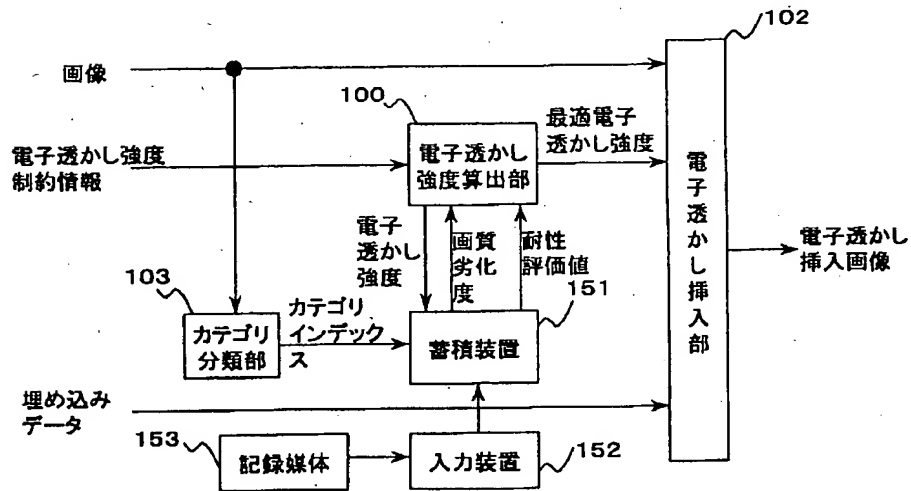 102
画像
100
最適電子
透かし強度
電子透かし強度
制約情報
電子透かし
強度算出部
電子透かし挿入部
電子
透かし
強度
画質
劣化
度
耐性
評価値
電子透かし
挿入画像
103
151
カテゴリ
インデック
ス
カテゴリ
分類部
蓄積装置
埋め込み
データ
153
記録媒体
入力装置
152